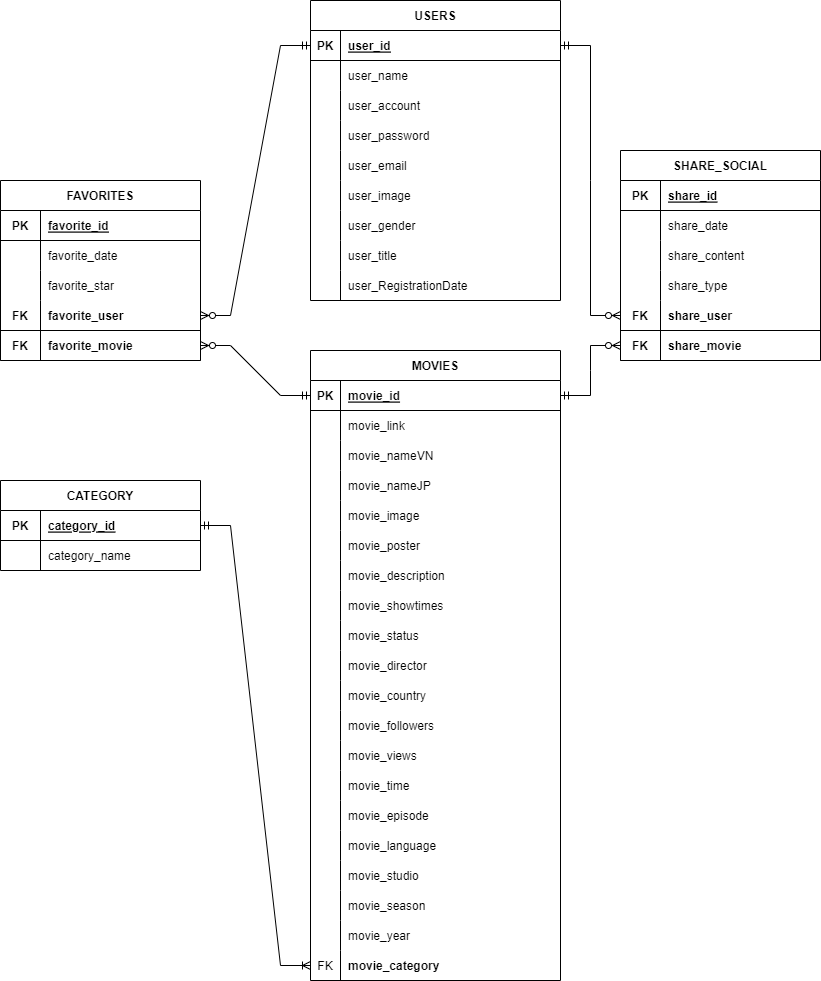 USERS
PK user_id
user_name
user_account
user_password
user_email
user_image
user_gender
user_title
user_RegistrationDate
SHARE_SOCIAL
PK share_id
share_date
share_content
share_type
FK share_user
FK share_movie
FAVORITES
PK favorite_id
favorite_date
favorite_star
FK favorite_user
FK favorite_movie
MOVIES
PK movie_id
movie_link
movie_nameVN
movie_nameJP
movie_image
movie_poster
movie_description
movie_showtimes
movie_status
movie_director
movie_country
movie_followers
movie_views
movie_time
movie_episode
movie_language
movie_studio
movie_season
movie_year
FK movie_category
CATEGORY
PK category_id
category_name